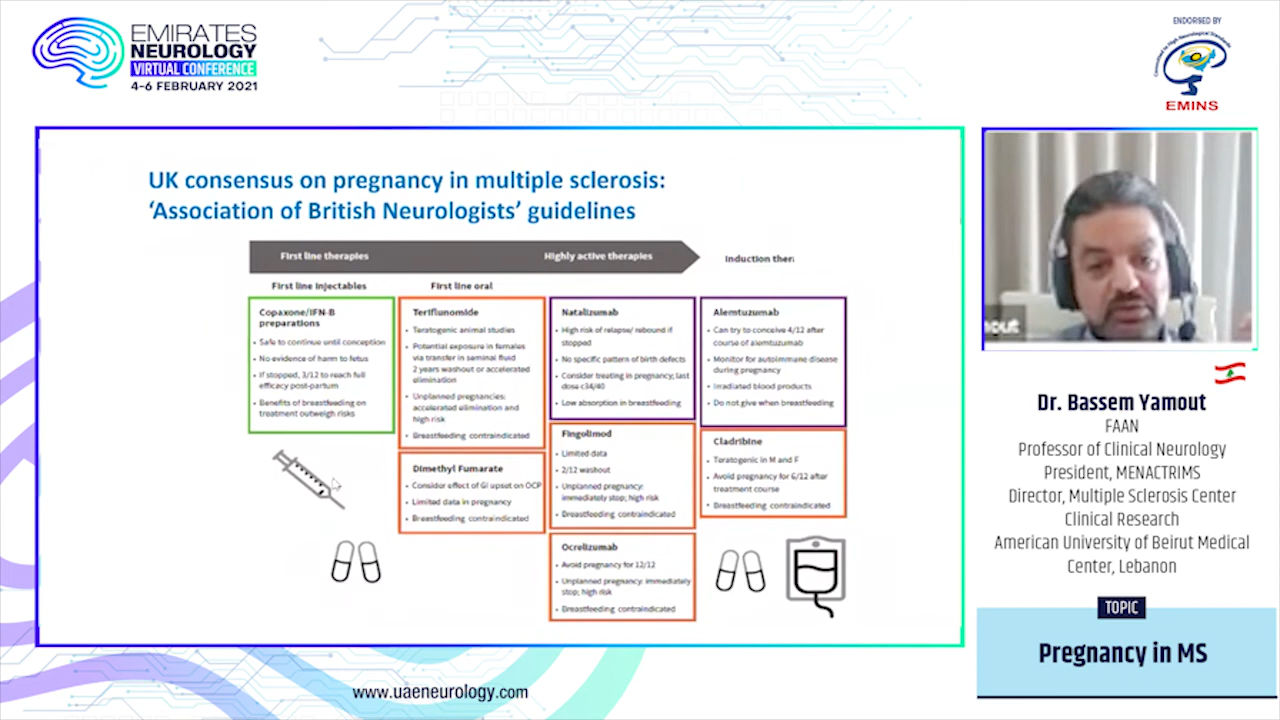 EMIRATES
NEUROLOGY
VIRTUAL CONFERENCE
4-6 FEBRUARY 2021
ENDORSED BY
Committed to High Neurological Standards
EMINS
UK consensus on pregnancy in multiple sclerosis:
‘Association of British Neurologists’ guidelines
First line therapies
Highly active therapies
Induction ther
First line injectables
First line oral
Copaxone/IFN-B
preparations
• Safe to continue until conception
• No evidence of harm to fetus
• If stopped, 3/12 to reach full
efficacy post-partum
• Benefits of breastfeeding on
treatment outweigh risks
Teriflunomide
• Teratogenic animal studies
• Potential exposure in females
via transfer in seminal fluid
2 years washout or accelerated
elimination
• Unplanned pregnancies:
accelerated elimination and
high risk
• Breastfeeding contraindicated
Dimethyl Fumarate
• Consider effect of GI upset on OCP
• Limited data in pregnancy
• Breastfeeding contraindicated
Natalizumab
• High risk of relapse/ rebound if
stopped
• No specific pattern of birth defects
• Consider treating in pregnancy; last
dose c34/40
• Low absorption in breastfeeding
Fingolimod
• Limited data
• 2/12 washout
• Unplanned pregnancy:
immediately stop; high risk
• Breastfeeding contraindicated
Ocrelizumab
• Avoid pregnancy for 12/12
• Unplanned pregnancy: immediately
stop; high risk
• Breastfeeding contraindicated
Alemtuzumab
• Can try to conceive 4/12 after
course of alemtuzumab
• Monitor for autoimmune disease
during pregnancy
• Irradiated blood products
• Do not give when breastfeeding
Cladribine
• Teratogenic in M and F
• Avoid pregnancy for 6/12 after
treatment course
• Breastfeeding contraindicated
mout
Dr. Bassem Yamout
FAAN
Professor of Clinical Neurology
President, MENACTRIMS
Director, Multiple Sclerosis Center
Clinical Research
American University of Beirut Medical
Center, Lebanon
TOPIC
Pregnancy in MS
www.uaeneurology.com